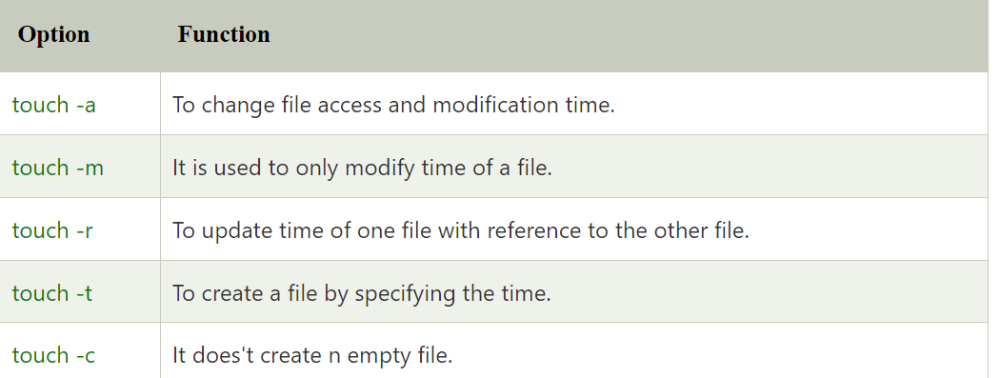 Option Function
touch -a To change file access and modification time.
touch -m It is used to only modify time of a file.
touch -r To update time of one file with reference to the other file.
touch -t To create a file by specifying the time.
touch -c It does't create n empty file.